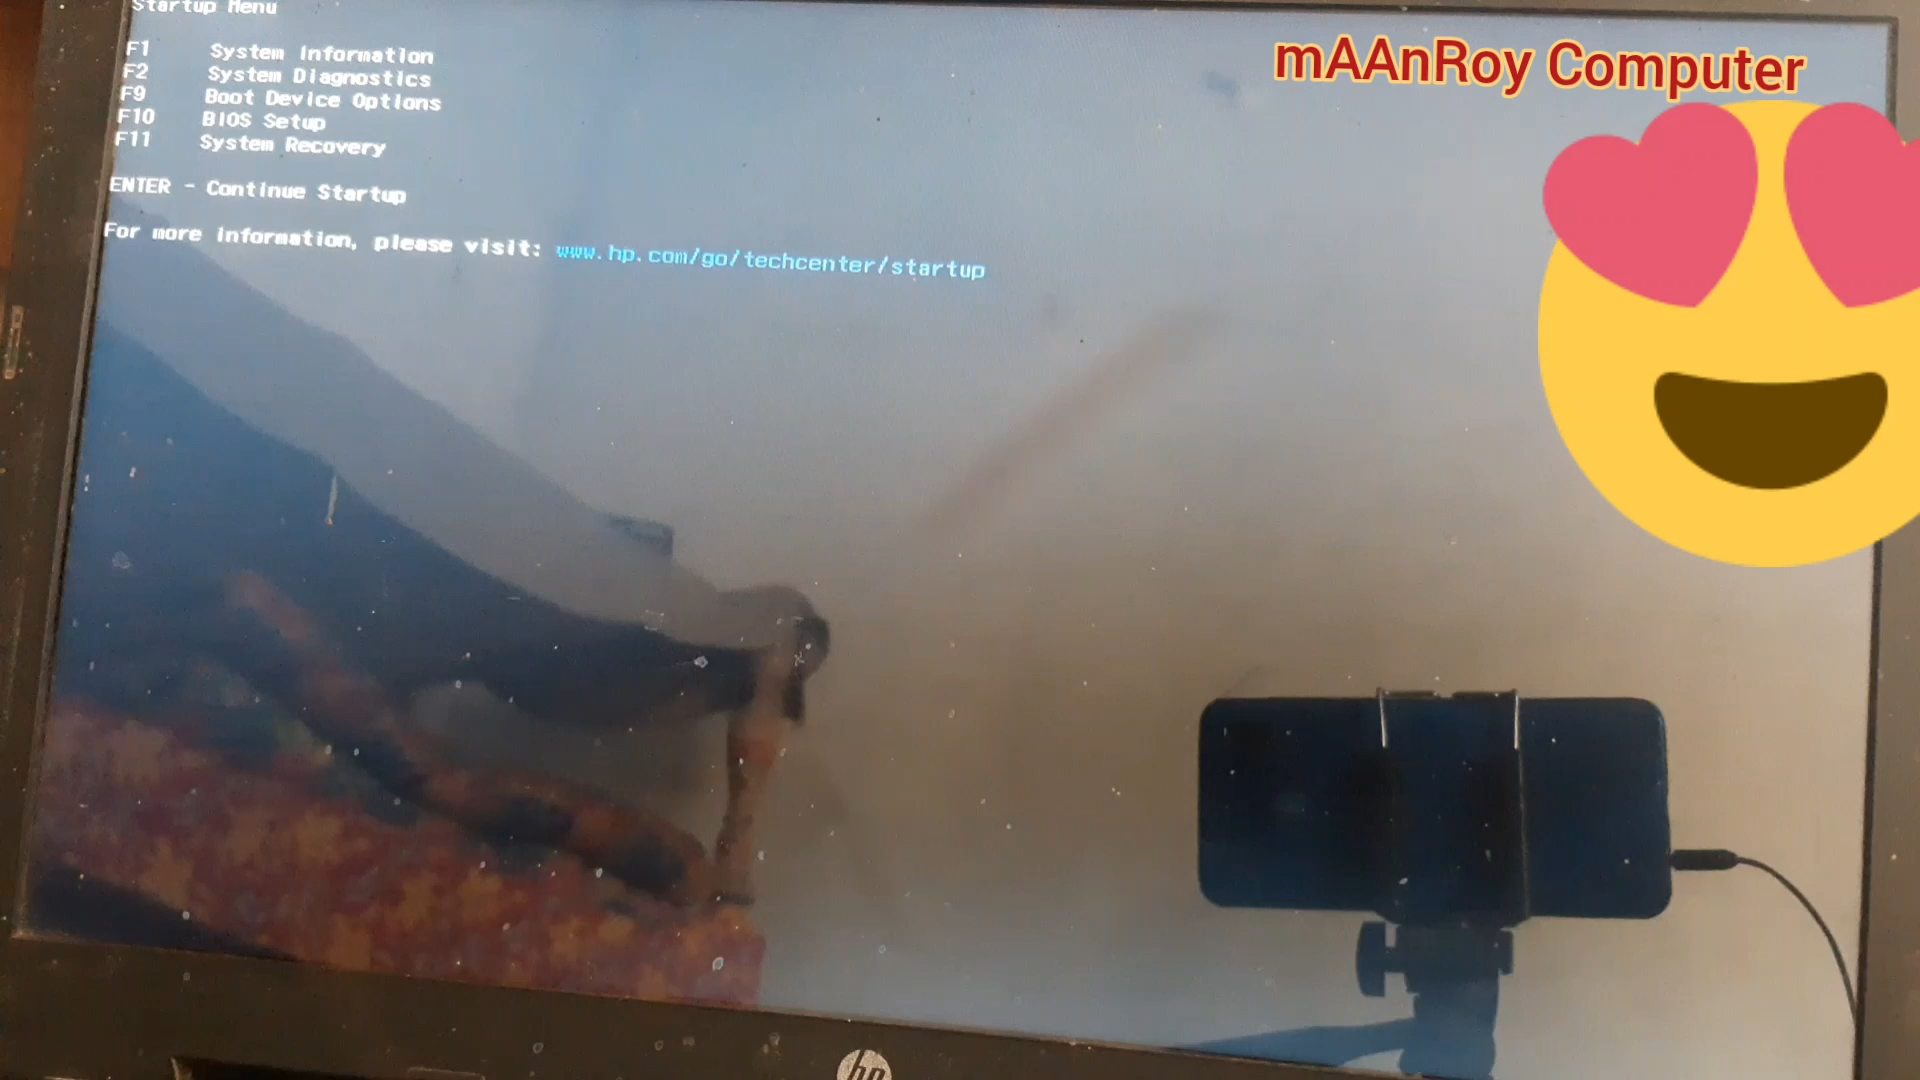 Startup Menu
F1 System Information
F2 System Diagnostics
F9 Boot Device Options
F10 BIOS Setup
F11 System Recovery
ENTER - Continue Startup
For more information, please visit: www.hp.com/go/techcenter/startup
mAAnRoy Computer
hp